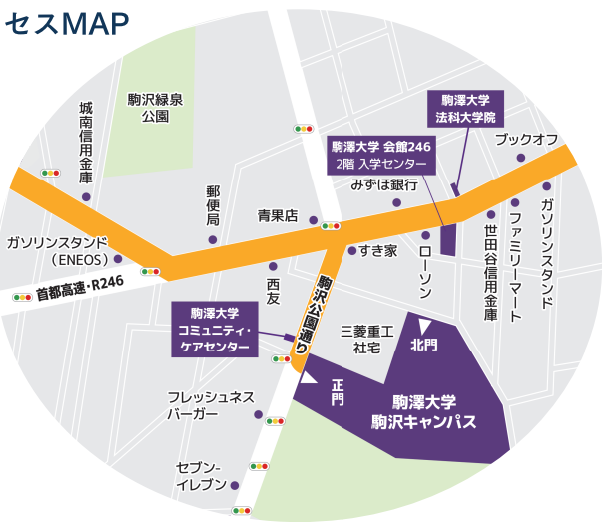 セスMAP
駒沢緑泉
公園
城南信用金庫
駒澤大学
法科大学院
ブックオフ
駒澤大学 会館246
2階 入学センター
みずほ銀行
郵便局
青果店
ガソリンスタンド
（ENEOS）
すき家
ローソン
世田谷信用金庫
ファミリーマート
ガソリンスタンド
首都高速・R246
西友
駒沢公園通り
駒澤大学
コミュニティ・
ケアセンター
三菱重工
社宅
北門
正門
駒澤大学
駒沢キャンパス
フレッシュネス
バーガー
セブン-
イレブン